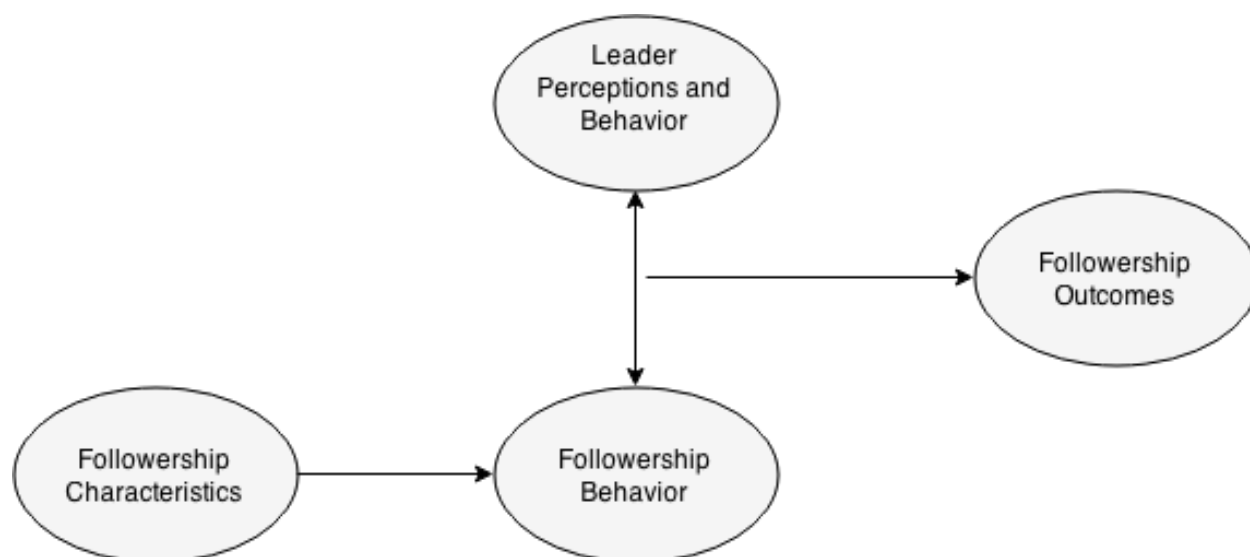 Leader
Perceptions and
Behavior
Followership
Outcomes
Followership
Characteristics
Followership
Behavior